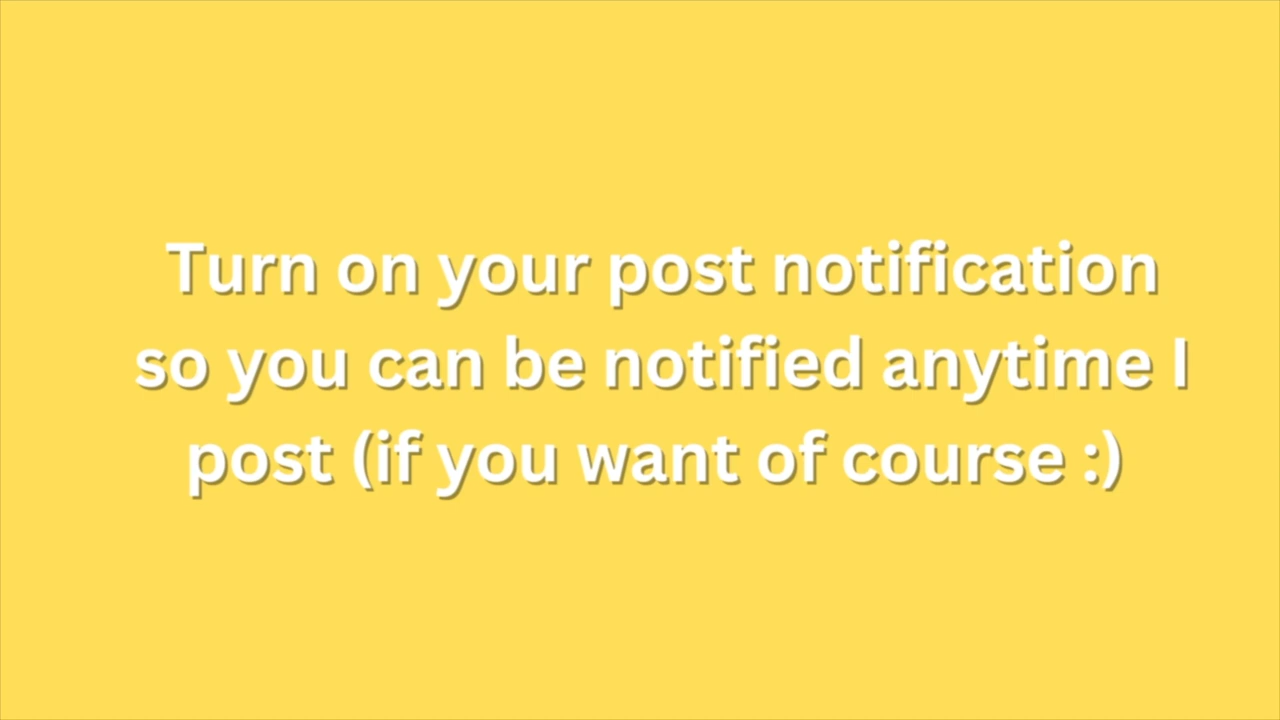 Turn on your post notification
so you can be notified anytime I
post (if you want of course :)